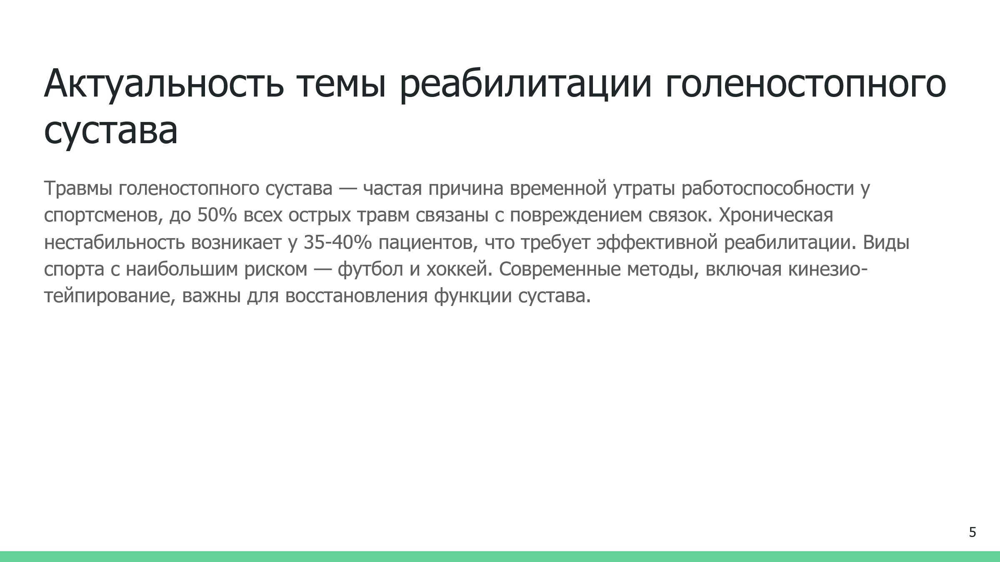 Актуальность темы реабилитации голеностопного
сустава
Травмы голеностопного сустава — частая причина временной утраты работоспособности у
спортсменов, до 50% всех острых травм связаны с повреждением связок. Хроническая
нестабильность возникает у 35-40% пациентов, что требует эффективной реабилитации. Виды
спорта с наибольшим риском — футбол и хоккей. Современные методы, включая кинезио-
тейпирование, важны для восстановления функции сустава.
5